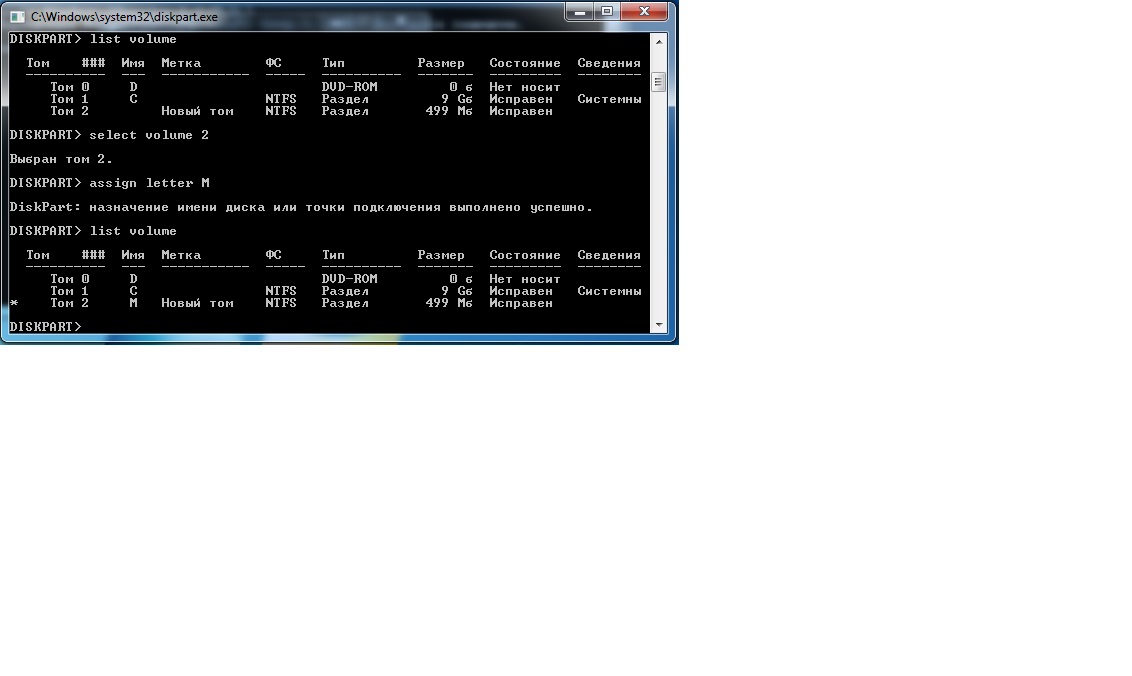 C:\Windows\system32\diskpart.exe
DISKPART> list volume
Том ### Имя Метка ФС Тип Размер Состояние Сведения
---------- --- ----------- ----- ---------- ------- --------- --------
Том 0 D DVD-ROM 0 б Нет носит
Том 1 C NTFS Раздел 9 Gб Исправен Системны
Том 2 Новый том NTFS Раздел 499 Mб Исправен
DISKPART> select volume 2
Выбран том 2.
DISKPART> assign letter M
DiskPart: назначение имени диска или точки подключения выполнено успешно.
DISKPART> list volume
Том ### Имя Метка ФС Тип Размер Состояние Сведения
---------- --- ----------- ----- ---------- ------- --------- --------
Том 0 D DVD-ROM 0 б Нет носит
Том 1 C NTFS Раздел 9 Gб Исправен Системны
* Том 2 M Новый том NTFS Раздел 499 Mб Исправен
DISKPART>